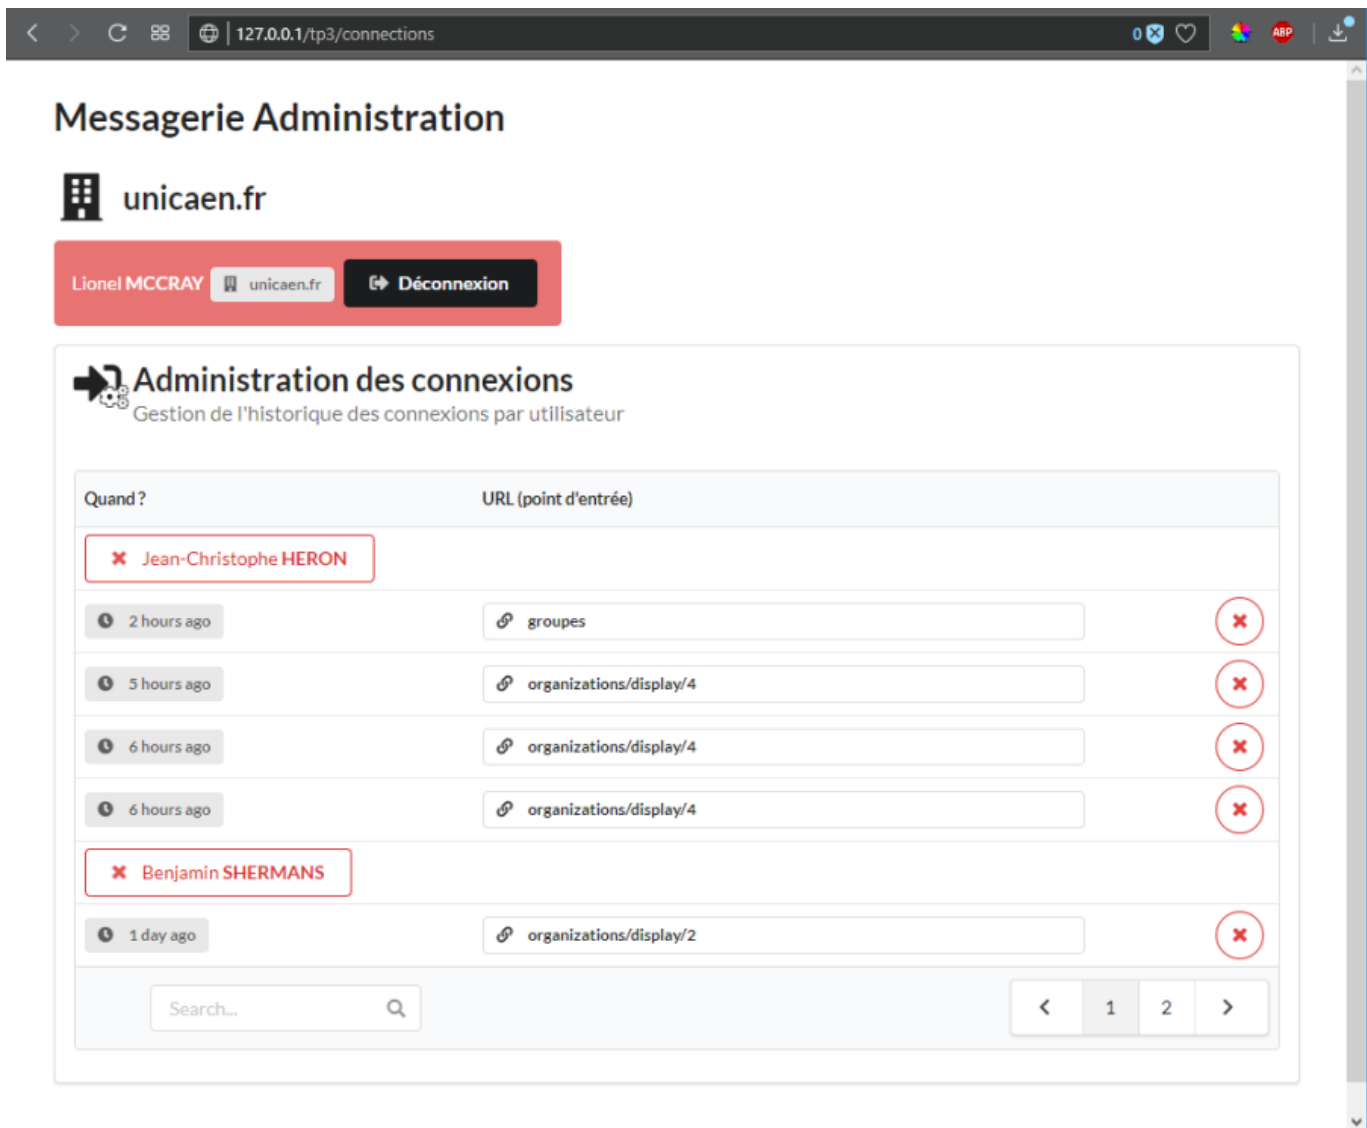 127.0.0.1/tp3/connections 0 ABP
Messagerie Administration
unicaen.fr
Lionel MCCRAY unicaen.fr Déconnexion
Administration des connexions
Gestion de l'historique des connexions par utilisateur
Quand ? URL (point d'entrée)
Jean-Christophe HERON
2 hours ago groupes
5 hours ago organizations/display/4
6 hours ago organizations/display/4
6 hours ago organizations/display/4
Benjamin SHERMANS
1 day ago organizations/display/2
Search... 1 2